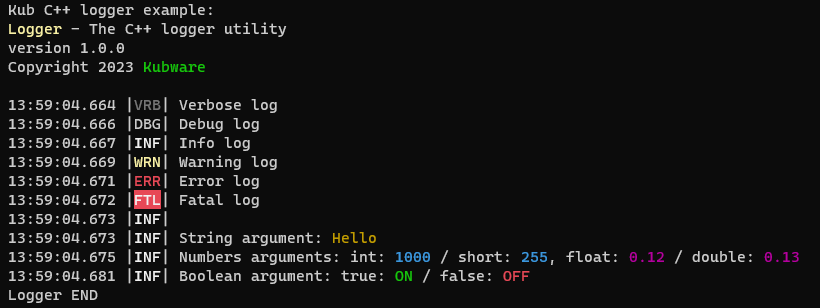 Kub C++ logger example:
Logger - The C++ logger utility
version 1.0.0
Copyright 2023 Kubware
13:59:04.664 |VRB| Verbose log
13:59:04.666 |DBG| Debug log
13:59:04.667 |INF| Info log
13:59:04.669 |WRN| Warning log
13:59:04.671 |ERR| Error log
13:59:04.672 |FTL| Fatal log
13:59:04.673 |INF|
13:59:04.673 |INF| String argument: Hello
13:59:04.675 |INF| Numbers arguments: int: 1000 / short: 255, float: 0.12 / double: 0.13
13:59:04.681 |INF| Boolean argument: true: ON / false: OFF
Logger END